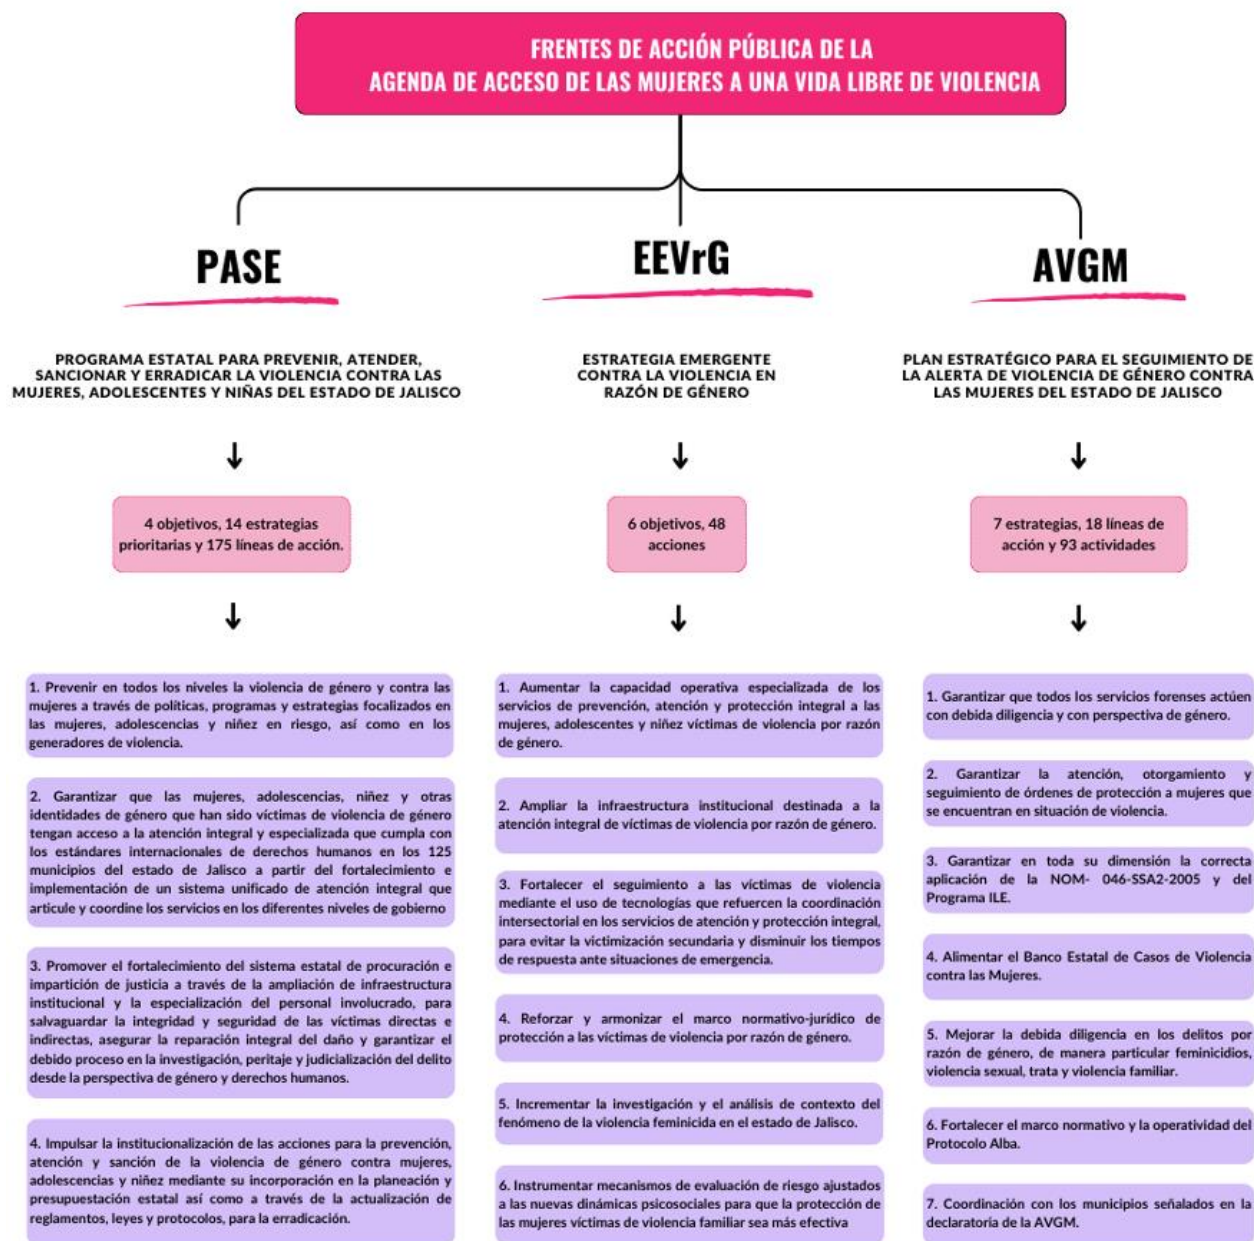 FRENTES DE ACCIÓN PÚBLICA DE LA
AGENDA DE ACCESO DE LAS MUJERES A UNA VIDA LIBRE DE VIOLENCIA
PASE
PROGRAMA ESTATAL PARA PREVENIR, ATENDER,
SANCIONAR Y ERRADICAR LA VIOLENCIA CONTRA LAS
MUJERES, ADOLESCENTES Y NIÑAS DEL ESTADO DE JALISCO
4 objetivos, 14 estrategias
prioritarias y 175 líneas de acción.
1. Prevenir en todos los niveles la violencia de género y contra las
mujeres a través de políticas, programas y estrategias focalizados en
las mujeres, adolescencias y niñez en riesgo, así como en los
generadores de violencia.
2. Garantizar que las mujeres, adolescencias, niñez y otras
identidades de género que han sido víctimas de violencia de género
tengan acceso a la atención integral y especializada que cumpla con
los estándares internacionales de derechos humanos en los 125
municipios del estado de Jalisco a partir del fortalecimiento e
implementación de un sistema unificado de atención integral que
articule y coordine los servicios en los diferentes niveles de gobierno
3. Promover el fortalecimiento del sistema estatal de procuración e
impartición de justicia a través de la ampliación de infraestructura
institucional y la especialización del personal involucrado, para
salvaguardar la integridad y seguridad de las víctimas directas e
indirectas, asegurar la reparación integral del daño y garantizar el
debido proceso en la investigación, peritaje y judicialización del delito
desde la perspectiva de género y derechos humanos.
4. Impulsar la institucionalización de las acciones para la prevención,
atención y sanción de la violencia de género contra mujeres,
adolescencias y niñez mediante su incorporación en la planeación y
presupuestación estatal así como a través de la actualización de
reglamentos, leyes y protocolos, para la erradicación.
EEVrG
ESTRATEGIA EMERGENTE
CONTRA LA VIOLENCIA EN
RAZÓN DE GÉNERO
6 objetivos, 48
acciones
1. Aumentar la capacidad operativa especializada de los
servicios de prevención, atención y protección integral a las
mujeres, adolescentes y niñez víctimas de violencia por razón
de género.
2. Ampliar la infraestructura institucional destinada a la
atención integral de víctimas de violencia por razón de género.
3. Fortalecer el seguimiento a las víctimas de violencia
mediante el uso de tecnologías que refuercen la coordinación
intersectorial en los servicios de atención y protección integral,
para evitar la victimización secundaria y disminuir los tiempos
de respuesta ante situaciones de emergencia.
4. Reforzar y armonizar el marco normativo-jurídico de
protección a las víctimas de violencia por razón de género.
5. Incrementar la investigación y el análisis de contexto del
fenómeno de la violencia feminicida en el estado de Jalisco.
6. Instrumentar mecanismos de evaluación de riesgo ajustados
a las nuevas dinámicas psicosociales para que la protección de
las mujeres víctimas de violencia familiar sea más efectiva
AVGM
PLAN ESTRATÉGICO PARA EL SEGUIMIENTO DE
LA ALERTA DE VIOLENCIA DE GÉNERO CONTRA
LAS MUJERES DEL ESTADO DE JALISCO
7 estrategias, 18 líneas de
acción y 93 actividades
1. Garantizar que todos los servicios forenses actúen
con debida diligencia y con perspectiva de género.
2. Garantizar la atención, otorgamiento y
seguimiento de órdenes de protección a mujeres que
se encuentran en situación de violencia.
3. Garantizar en toda su dimensión la correcta
aplicación de la NOM- 046-SSA2-2005 y del
Programa ILE.
4. Alimentar el Banco Estatal de Casos de Violencia
contra las Mujeres.
5. Mejorar la debida diligencia en los delitos por
razón de género, de manera particular feminicidios,
violencia sexual, trata y violencia familiar.
6. Fortalecer el marco normativo y la operatividad del
Protocolo Alba.
7. Coordinación con los municipios señalados en la
declaratoria de la AVGM.